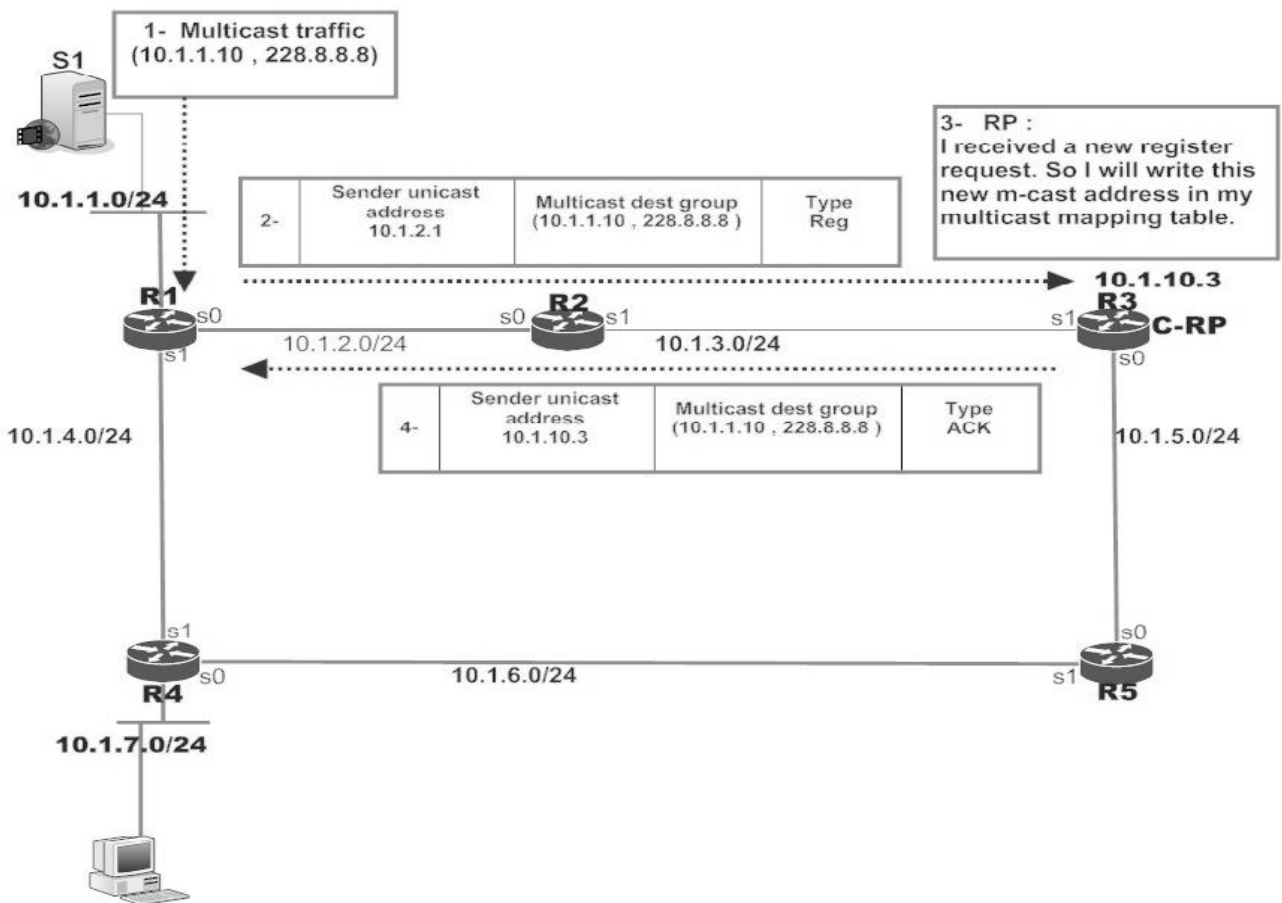 1- Multicast traffic
(10.1.1.10 , 228.8.8.8)
S1
3- RP :
I received a new register
request. So I will write this
new m-cast address in my
multicast mapping table.
10.1.1.0/24
2-
Sender unicast
address
10.1.2.1
Multicast dest group
(10.1.1.10 , 228.8.8.8 )
Type
Reg
10.1.10.3
R1
R2
R3
s0
s0
s1
s1
C-RP
s1
10.1.2.0/24
10.1.3.0/24
s0
4-
Sender unicast
address
10.1.10.3
Multicast dest group
(10.1.1.10 , 228.8.8.8 )
Type
ACK
10.1.4.0/24
10.1.5.0/24
s1
s0
s0
10.1.6.0/24
s1
R4
R5
10.1.7.0/24